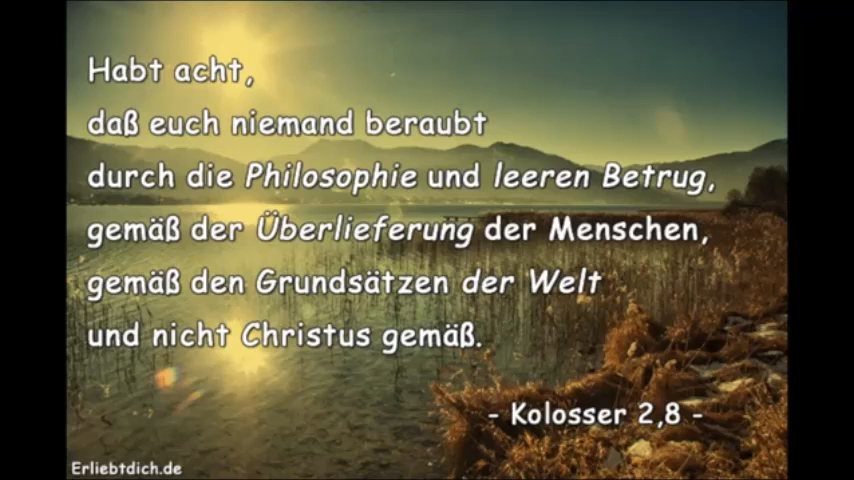 Habt acht,
daß euch niemand beraubt
durch die Philosophie und leeren Betrug,
gemäß der Überlieferung der Menschen,
gemäß den Grundsätzen der Welt
und nicht Christus gemäß.
- Kolosser 2,8 -
Erliebtdich.de